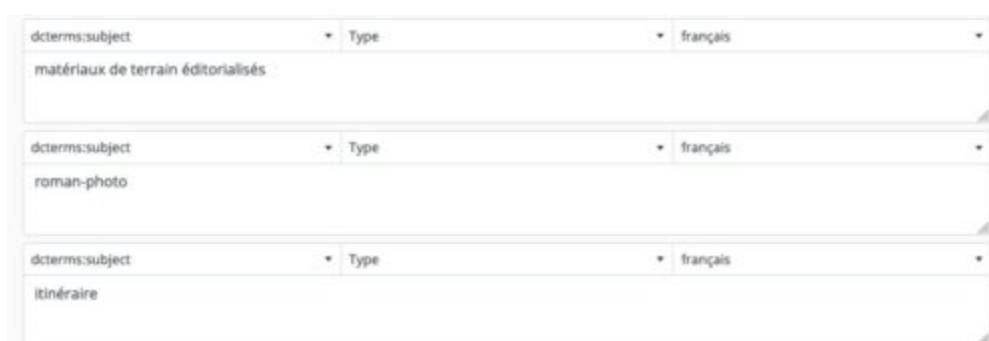 dcterms:subject Type français
matériaux de terrain éditorialisés
dcterms:subject Type français
roman-photo
dcterms:subject Type français
itinéraire